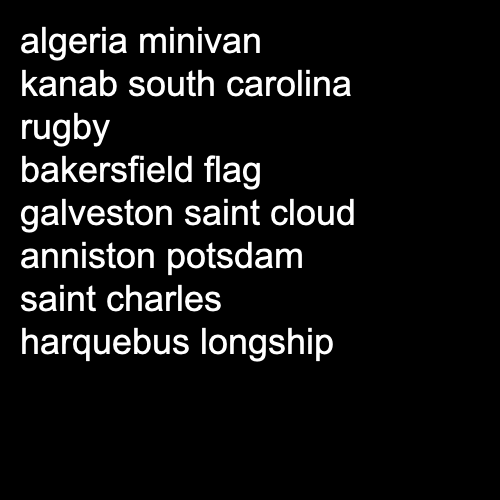 algeria minivan
kanab south carolina
rugby
bakersfield flag
galveston saint cloud
anniston potsdam
saint charles
harquebus longship